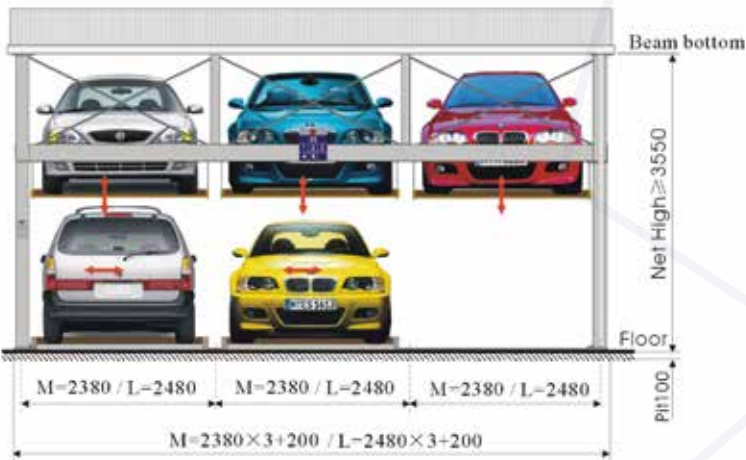 Beam bottom
Net High≥3550
Floor
Pit100
M=2380 / L=2480
M=2380 / L=2480
M=2380 / L=2480
M=2380×3+200 / L=2480×3+200